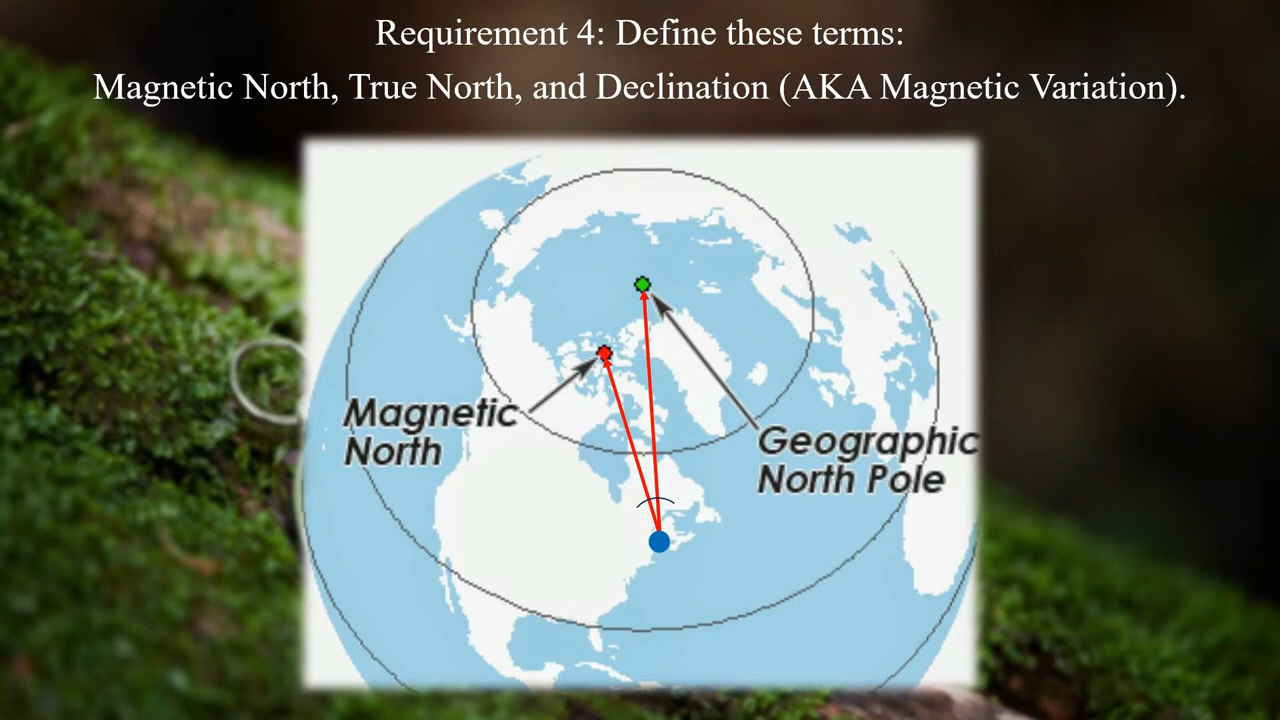 Requirement 4: Define these terms:
Magnetic North, True North, and Declination (AKA Magnetic Variation).
Magnetic
North
Geographic
North Pole